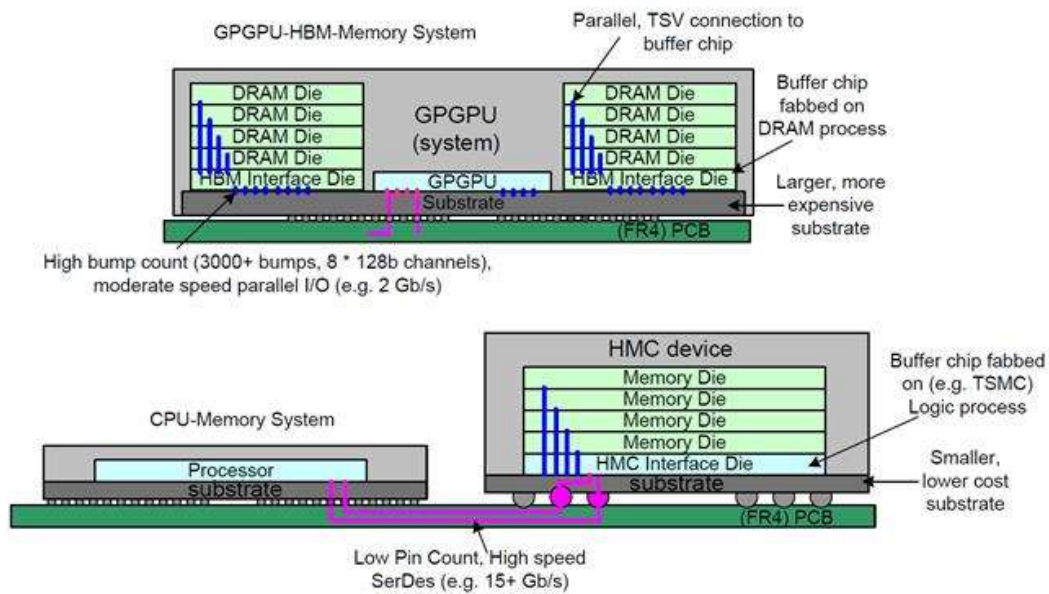 GPGPU-HBM-Memory System
Parallel, TSV connection to
buffer chip
DRAM Die
DRAM Die
DRAM Die
DRAM Die
HBM Interface Die
GPGPU
(system)
GPGPU
DRAM Die
DRAM Die
DRAM Die
DRAM Die
HBM Interface Die
Substrate
(FR4) PCB
Buffer chip
fabbed on
DRAM process
Larger, more
expensive
substrate
High bump count (3000+ bumps, 8 * 128b channels),
moderate speed parallel I/O (e.g. 2 Gb/s)
CPU-Memory System
Processor
substrate
HMC device
Memory Die
Memory Die
Memory Die
Memory Die
HMC Interface Die
substrate
(FR4) PCB
Buffer chip fabbed
on (e.g. TSMC)
Logic process
Smaller,
lower cost
substrate
Low Pin Count, High speed
SerDes (e.g. 15+ Gb/s)